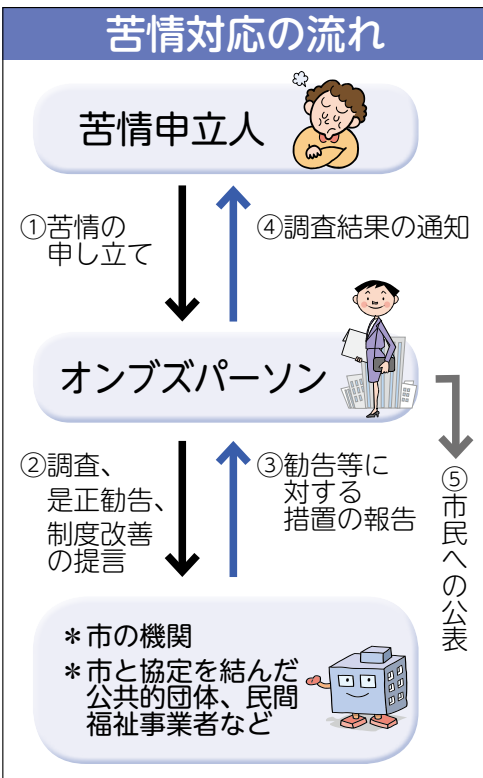 苦情対応の流れ
苦情申立人
①苦情の
申し立て
④調査結果の通知
オンブズパーソン
②調査、
是正勧告、
制度改善
の提言
③勧告等に
対する
措置の報告
⑤市民への公表
＊市の機関
＊市と協定を結んだ
公共的団体、民間
福祉事業者など